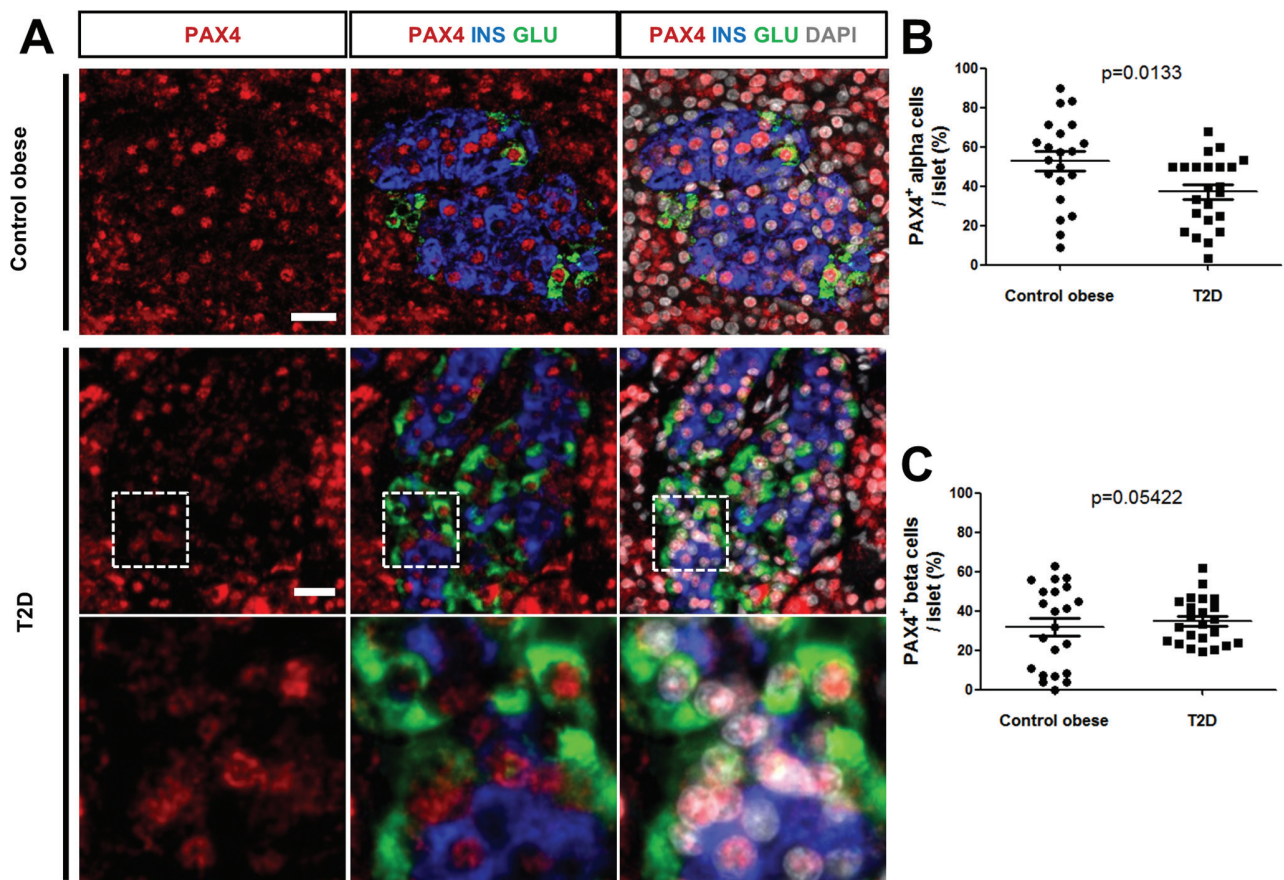 A
PAX4
PAX4 INS GLU
PAX4 INS GLU DAPI
Control obese
T2D
B
p=0.0133
PAX4+ alpha cells
/ islet (%)
100
80
60
40
20
0
Control obese
T2D
C
p=0.05422
PAX4+ beta cells
/ islet (%)
100
80
60
40
20
0
Control obese
T2D